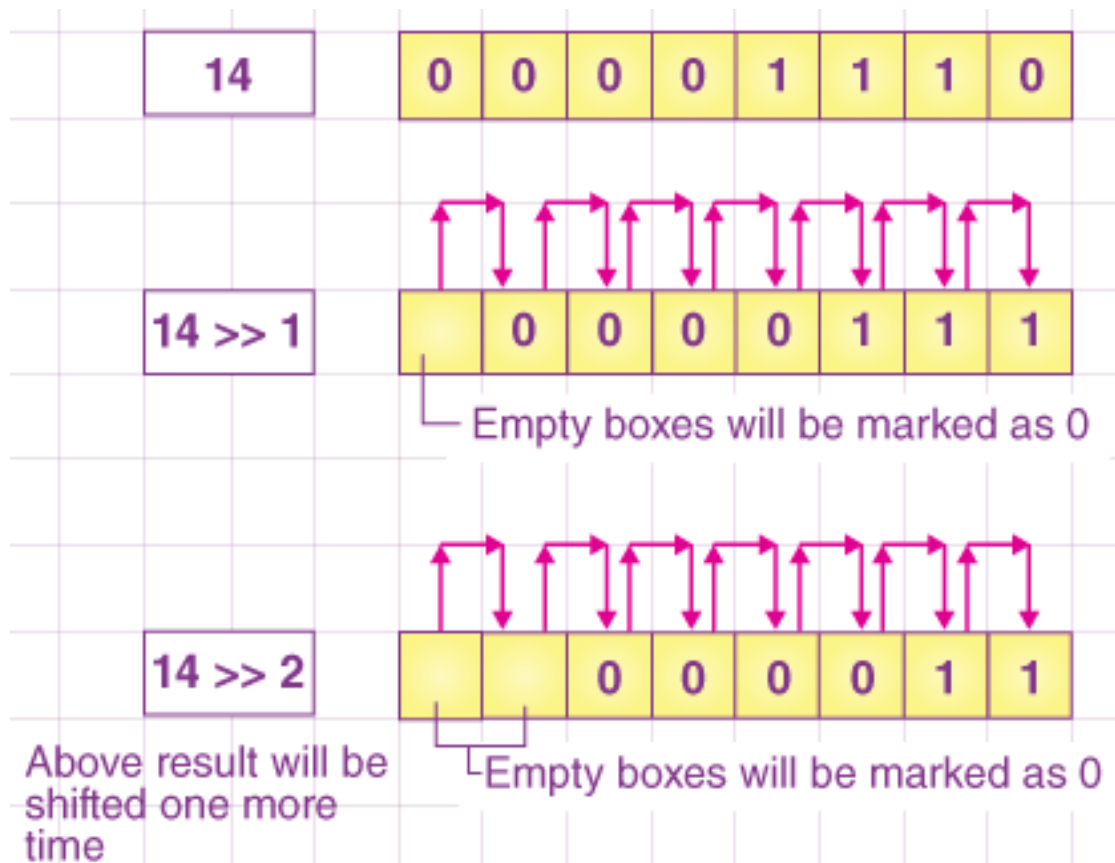 14 0 0 0 0 1 1 1 0
14 >> 1 0 0 0 0 1 1 1
Empty boxes will be marked as 0
14 >> 2 0 0 0 0 1 1
Empty boxes will be marked as 0
Above result will be
shifted one more
time